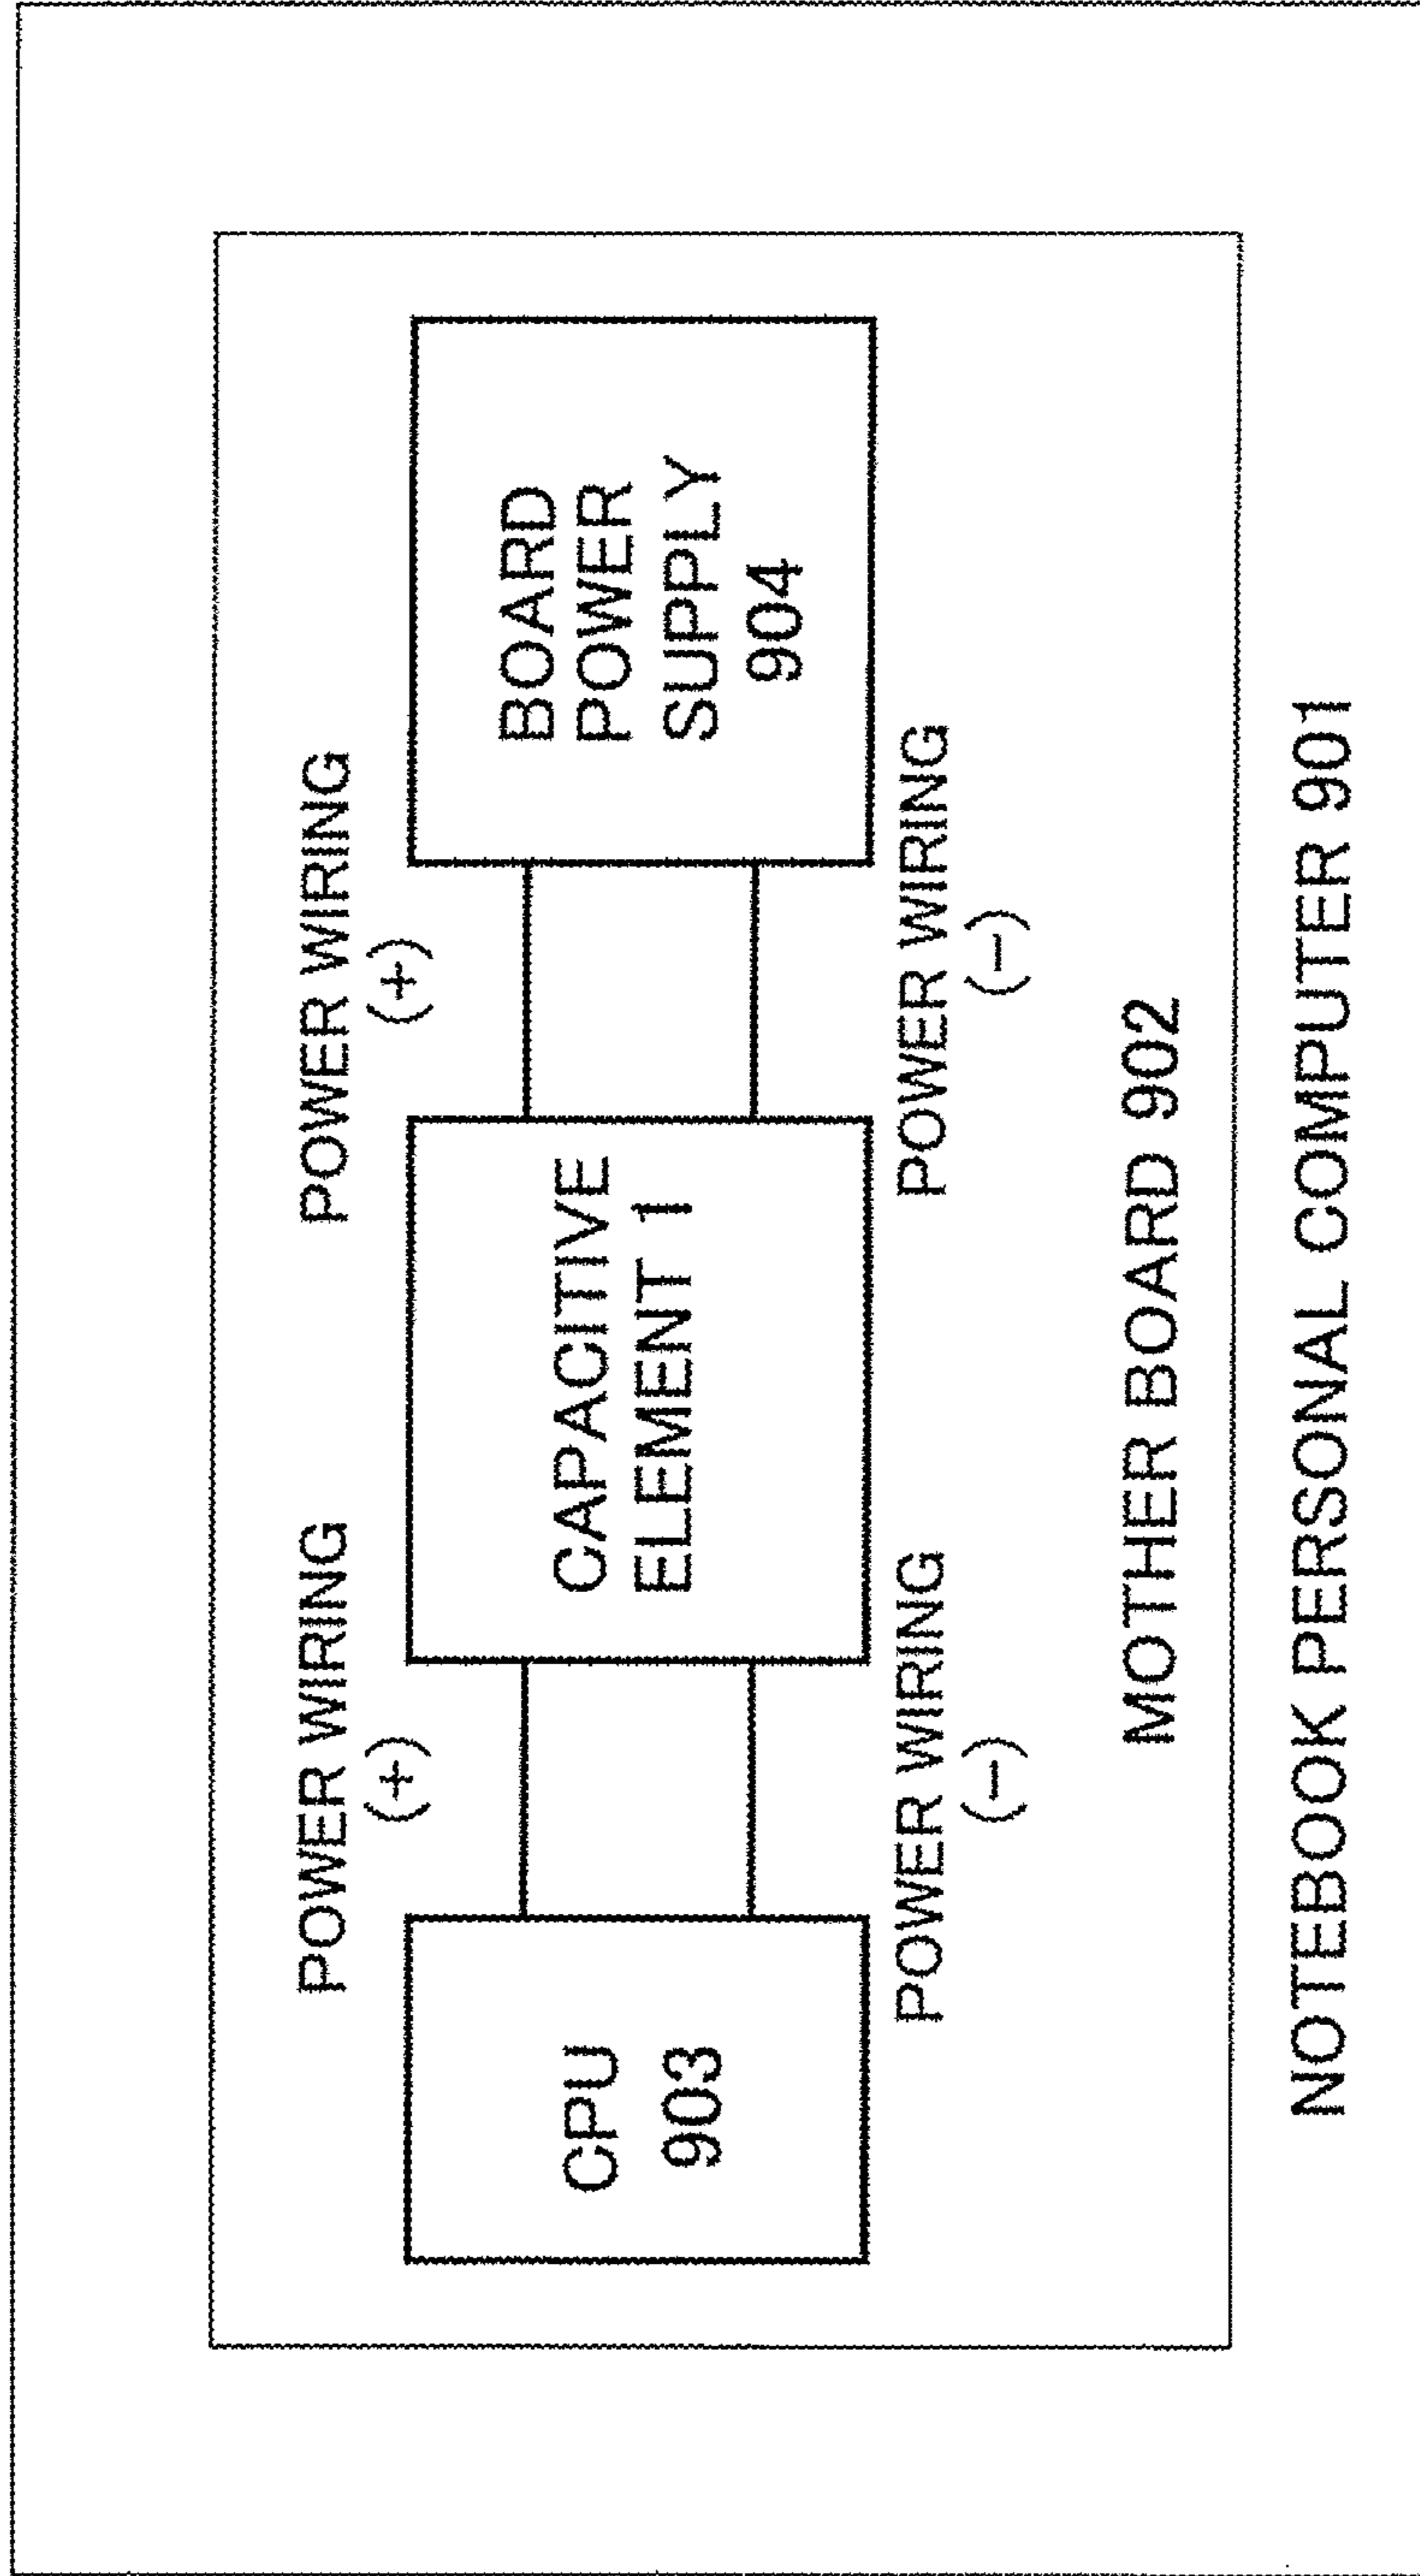 POWER WIRING
(+)
POWER WIRING
(+)
CPU
903
CAPACITIVE
ELEMENT 1
BOARD
POWER
SUPPLY
904
POWER WIRING
(−)
POWER WIRING
(−)
MOTHER BOARD 902
NOTEBOOK PERSONAL COMPUTER 901